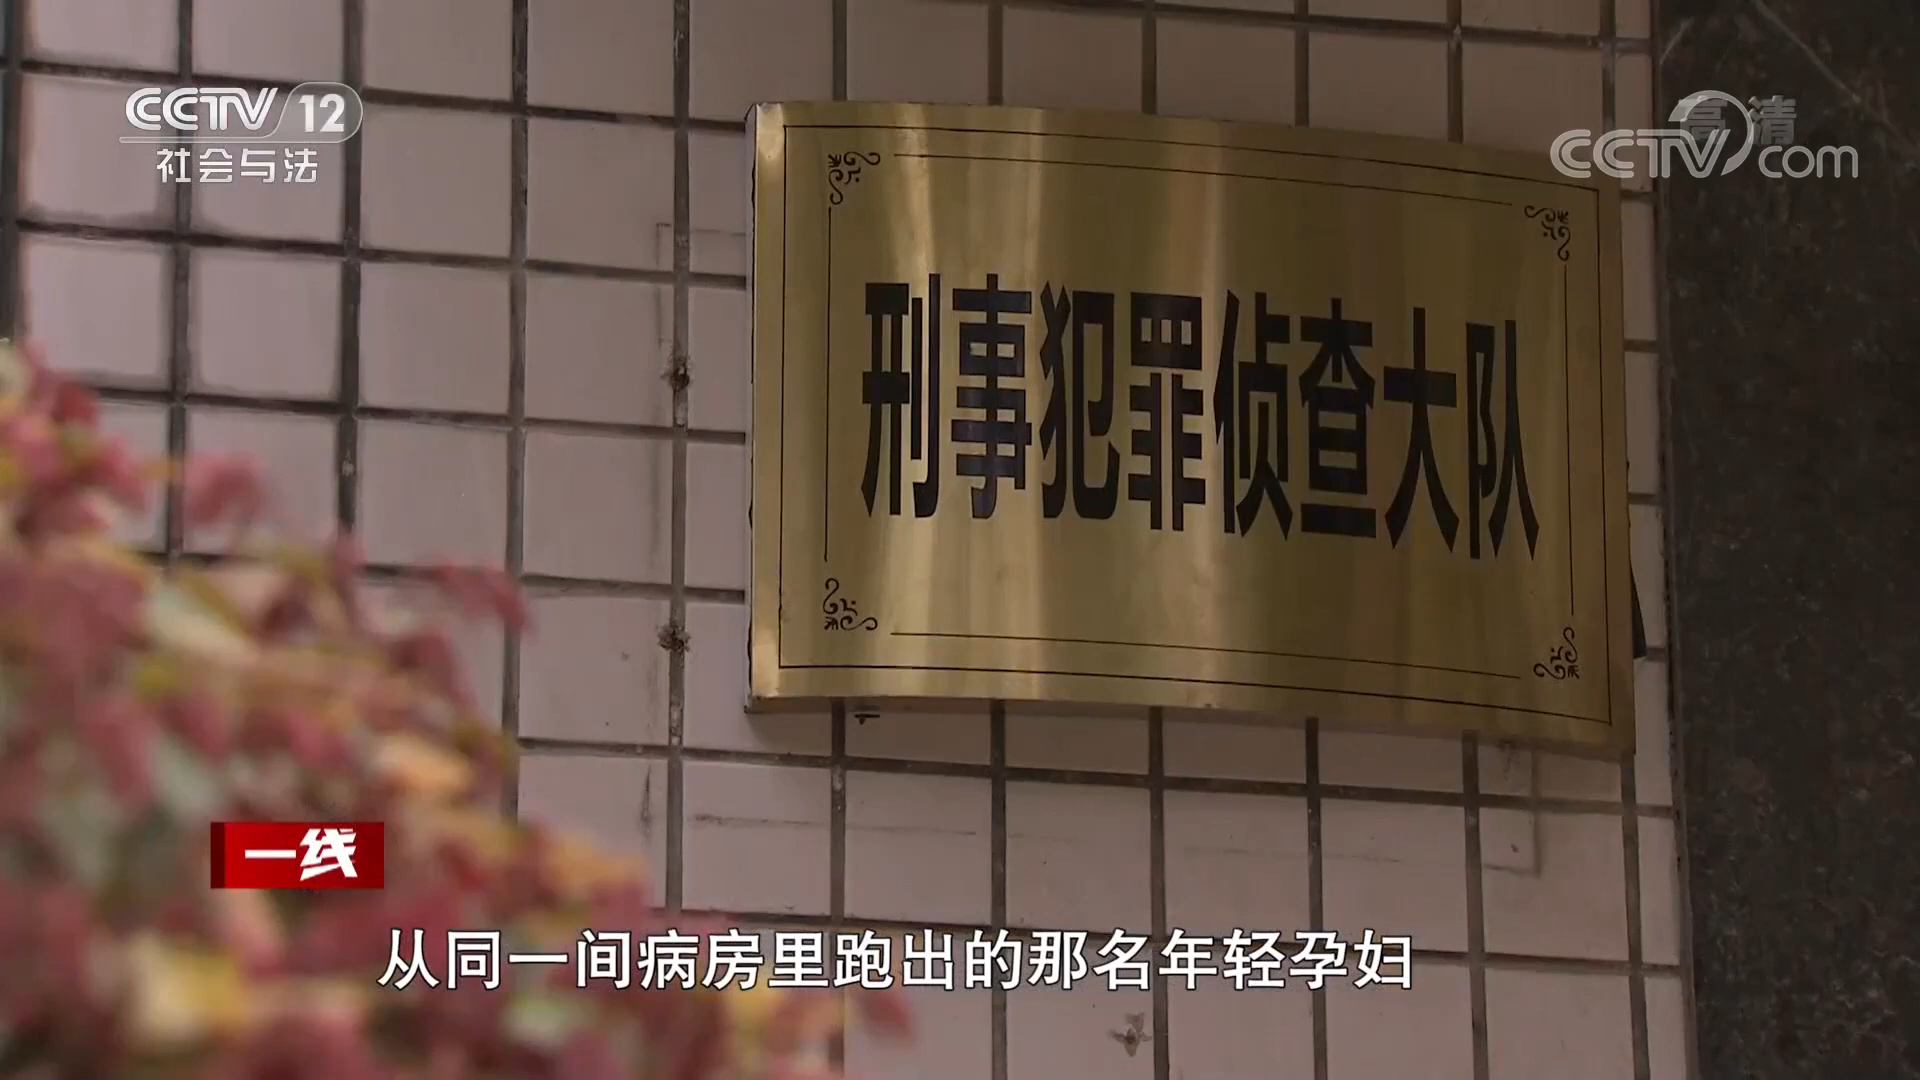 CCTV 12
社会与法
高清
CCTV com
刑事犯罪侦查大队
一线
从同一间病房里跑出的那名年轻孕妇